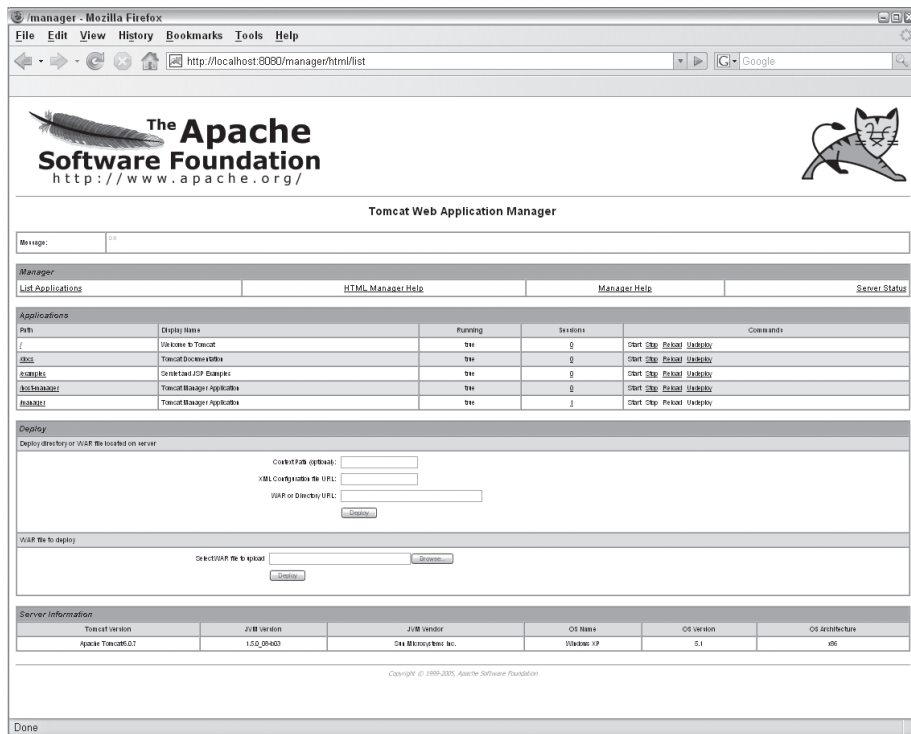 /manager - Mozilla Firefox
File Edit View History Bookmarks Tools Help
http://localhost:8080/manager/html/list
G Google
The Apache
Software Foundation
http://www.apache.org/
Tomcat Web Application Manager
Message: OK
Manager
List Applications HTML Manager Help Manager Help Server Status
Applications
Path Display Name Running Sessions Commands
/ Welcome to Tomcat true 0 Start Stop Reload Undeploy
/docs Tomcat Documentation true 0 Start Stop Reload Undeploy
/examples Servlet and JSP Examples true 0 Start Stop Reload Undeploy
/host-manager Tomcat Manager Application true 0 Start Stop Reload Undeploy
/manager Tomcat Manager Application true 1 Start Stop Reload Undeploy
Deploy
Deploy directory or WAR file located on server
Context Path (optional):
XML Configuration file URL:
WAR or Directory URL:
Deploy
WAR file to deploy
Select WAR file to upload Browse...
Deploy
Server Information
Tomcat Version JVM Version JVM Vendor OS Name OS Version OS Architecture
Apache Tomcat/6.0.7 1.5.0_09-b03 Sun Microsystems Inc. Windows XP 5.1 x86
Copyright © 1999-2005, Apache Software Foundation
Done